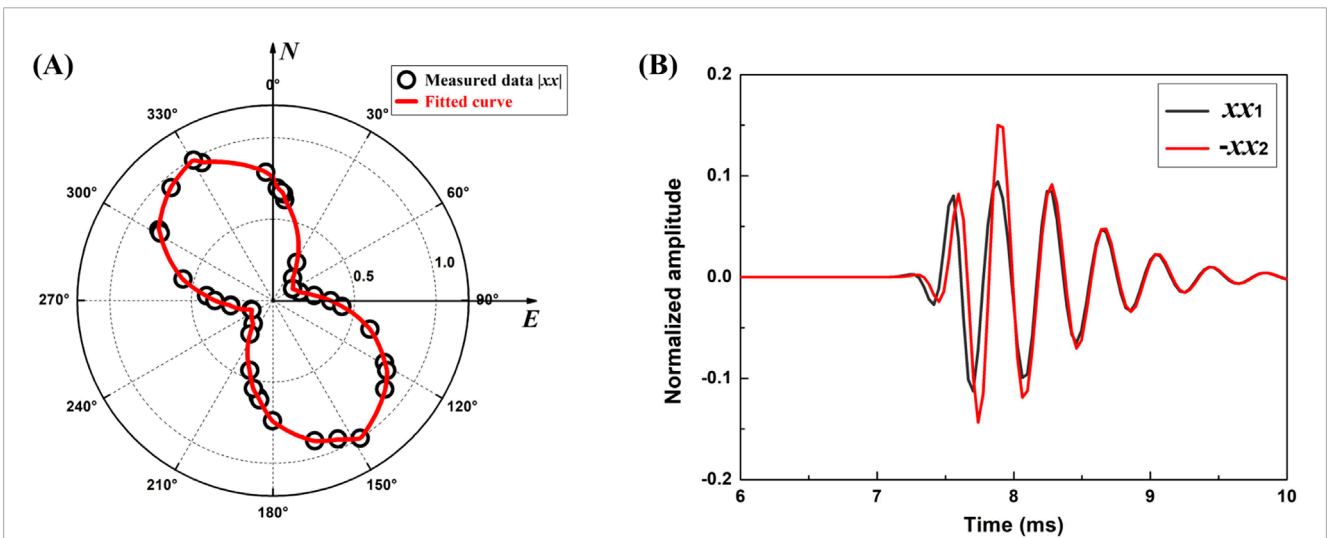 (A)
N
Measured data |xx|
Fitted curve
0°
330°
30°
300°
60°
0.5
1.0
270°
90°
E
240°
120°
210°
150°
180°
(B)
0.2
xx1
-xx2
0.1
Normalized amplitude
0.0
-0.1
-0.2
6
7
8
9
10
Time (ms)